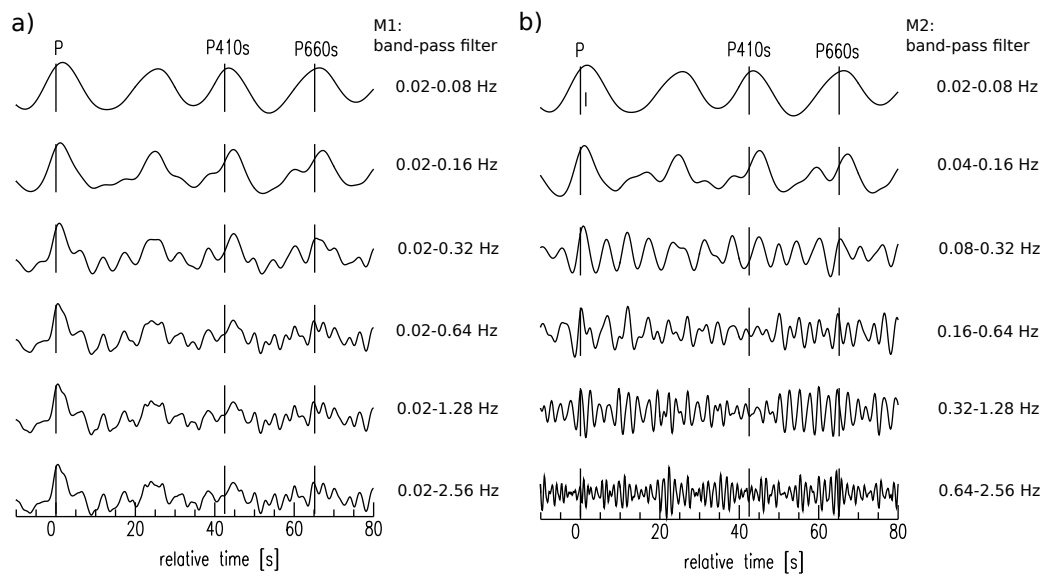 a)
P
P410s
P660s
M1:
band-pass filter
0.02-0.08 Hz
0.02-0.16 Hz
0.02-0.32 Hz
0.02-0.64 Hz
0.02-1.28 Hz
0.02-2.56 Hz
0 20 40 60 80
relative time [s]
b)
P
P410s
P660s
M2:
band-pass filter
0.02-0.08 Hz
0.04-0.16 Hz
0.08-0.32 Hz
0.16-0.64 Hz
0.32-1.28 Hz
0.64-2.56 Hz
0 20 40 60 80
relative time [s]